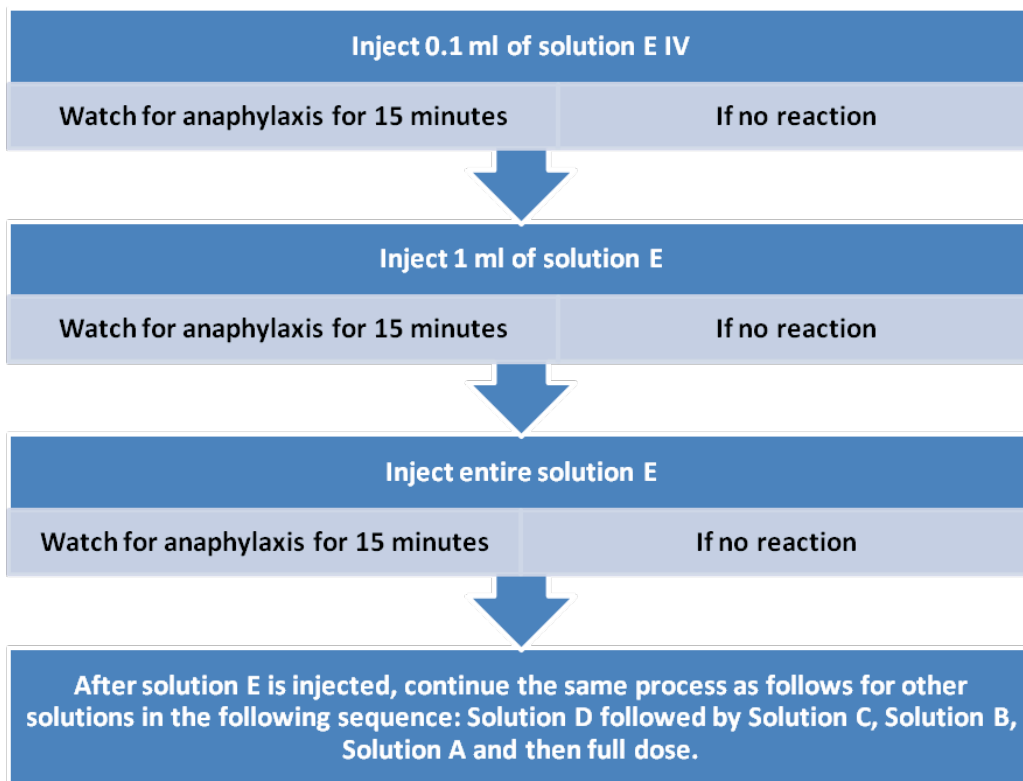 Inject 0.1 ml of solution E IV
Watch for anaphylaxis for 15 minutes
If no reaction
Inject 1 ml of solution E
Watch for anaphylaxis for 15 minutes
If no reaction
Inject entire solution E
Watch for anaphylaxis for 15 minutes
If no reaction
After solution E is injected, continue the same process as follows for other
solutions in the following sequence: Solution D followed by Solution C, Solution B,
Solution A and then full dose.